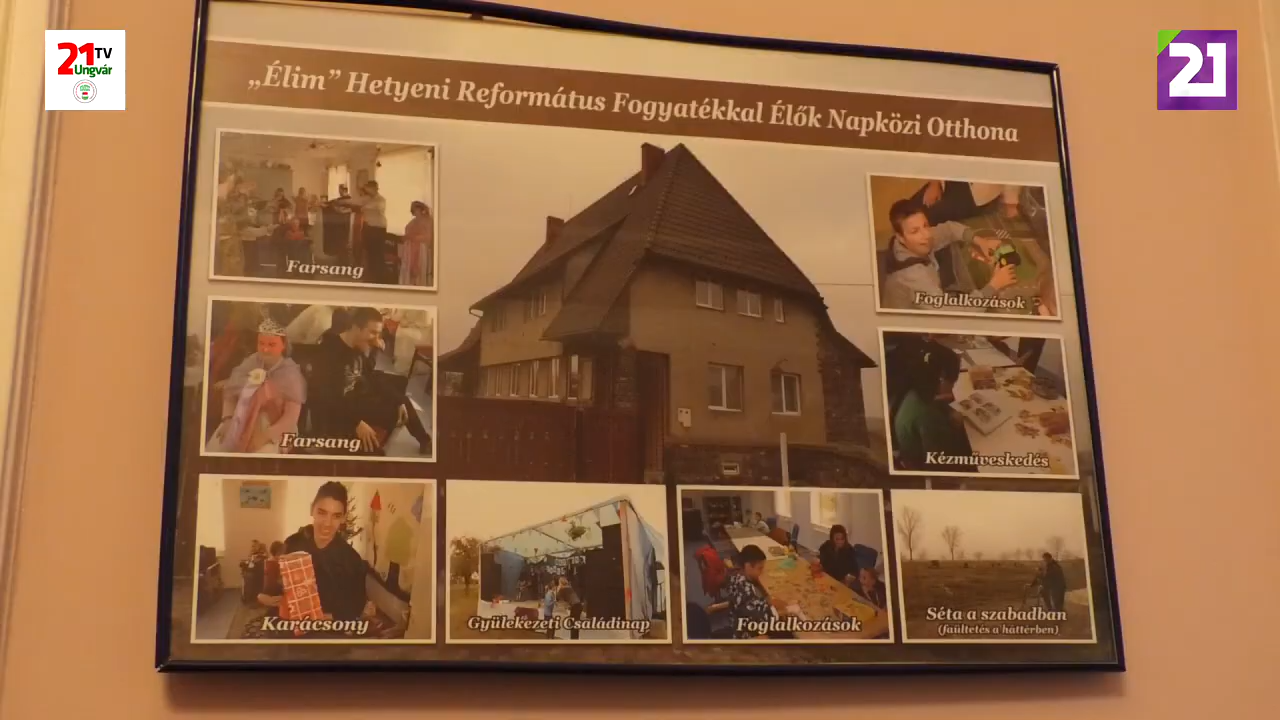 21 TV
Ungvár
21
„Élim” Hetyeni Református Fogyatékkal Élők Napközi Otthona
Farsang
Foglalkozások
Farsang
Kézműveskedés
Karácsony
Gyülekezeti Családinap
Foglalkozások
Séta a szabadban
(faültetés a háttérben)